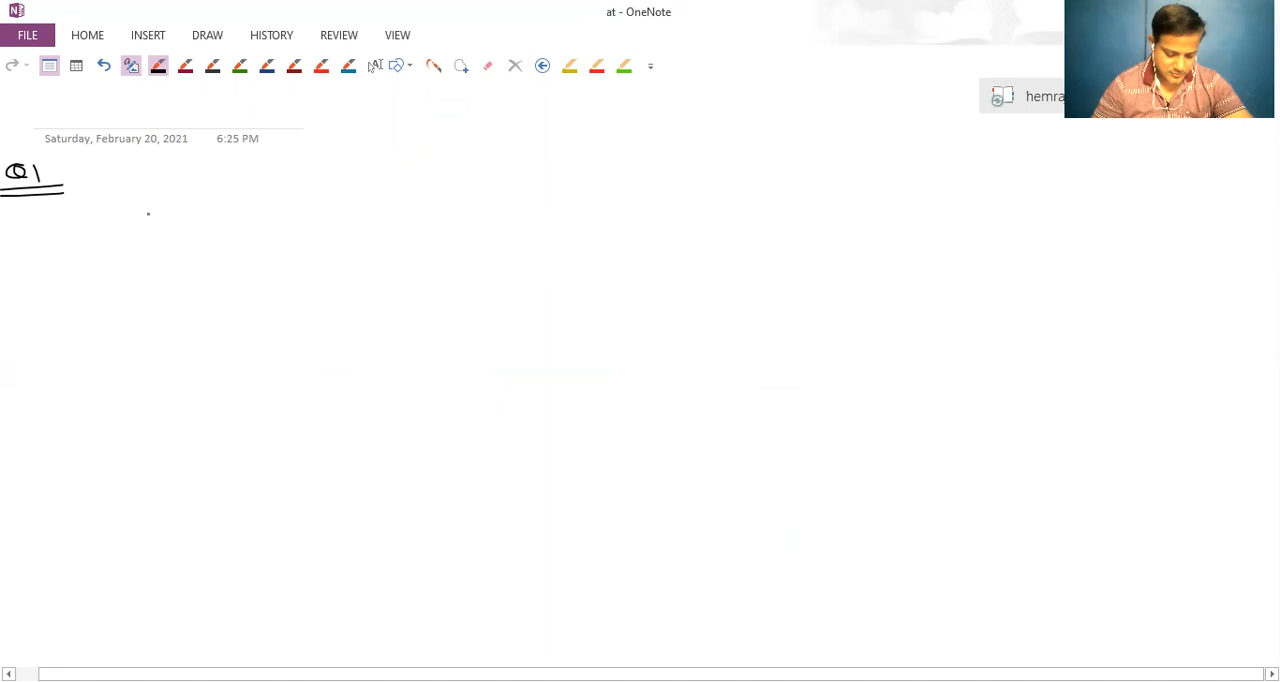 at - OneNote
FILE HOME INSERT DRAW HISTORY REVIEW VIEW
hemra
Saturday, February 20, 2021 6:25 PM
Q1